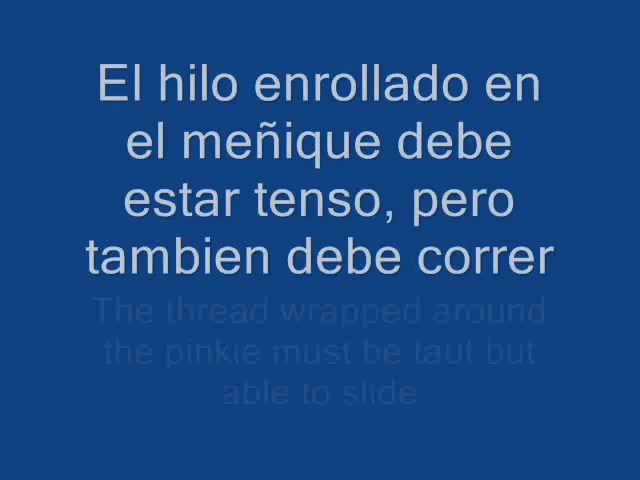 El hilo enrollado en
el meñique debe
estar tenso, pero
tambien debe correr
The thread wrapped around
the pinkie must be taut but
able to slide